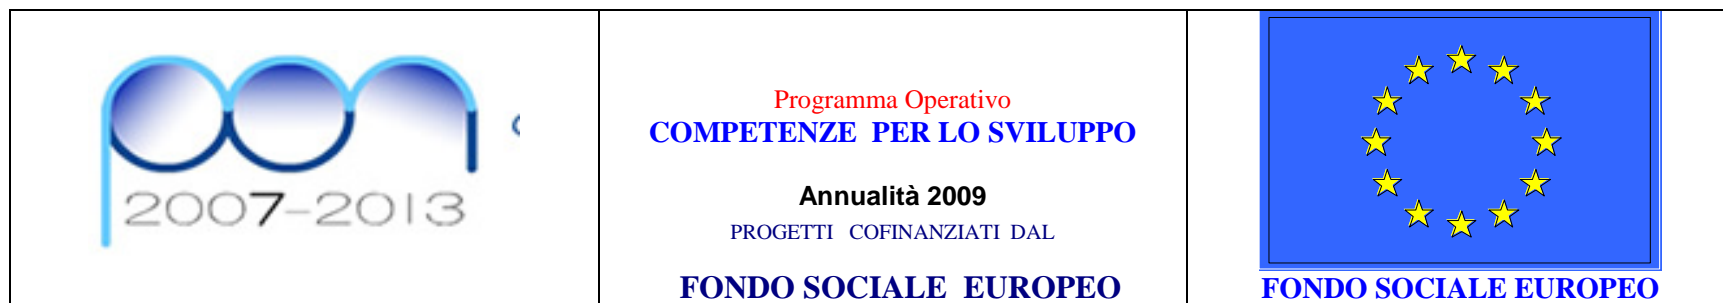 pon
2007-2013
Programma Operativo
COMPETENZE PER LO SVILUPPO
Annualità 2009
PROGETTI COFINANZIATI DAL
FONDO SOCIALE EUROPEO
FONDO SOCIALE EUROPEO